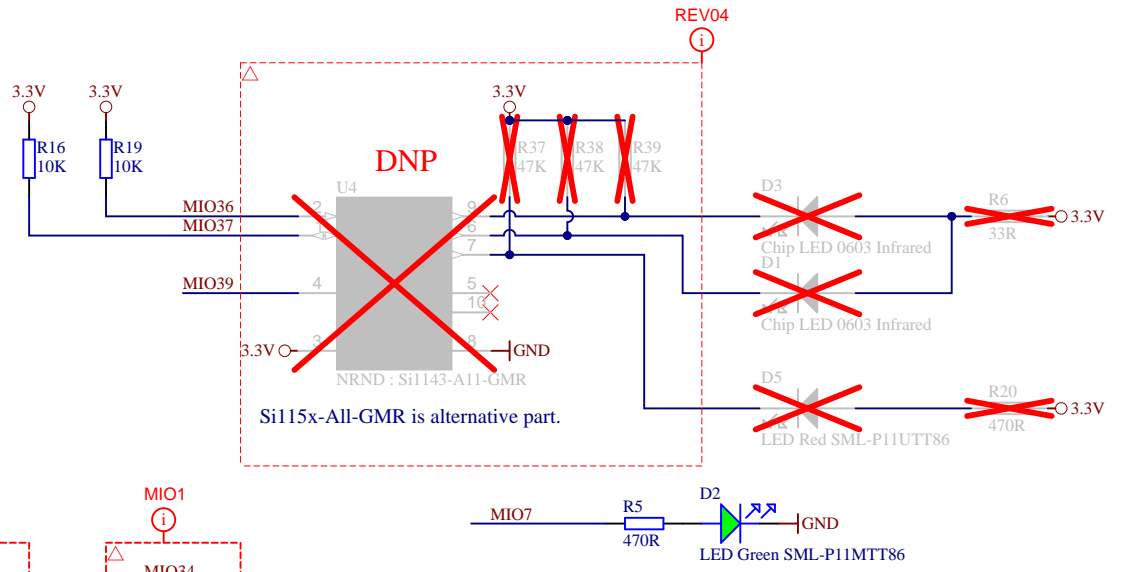 REV04
i
3.3V
3.3V
3.3V
R16
10K
R19
10K
DNP
R37
47K
R38
47K
R39
47K
U4
D3
R6
MIO36
2
9
3.3V
MIO37
1
6
33R
7
Chip LED 0603 Infrared
D1
MIO39
4
5
10
Chip LED 0603 Infrared
3.3V
3
8
GND
NRND : Si1143-A11-GMR
D5
R20
3.3V
Si115x-All-GMR is alternative part.
470R
LED Red SML-P11UTT86
MIO1
i
D2
MIO7
R5
470R
GND
LED Green SML-P11MTT86
MIO34